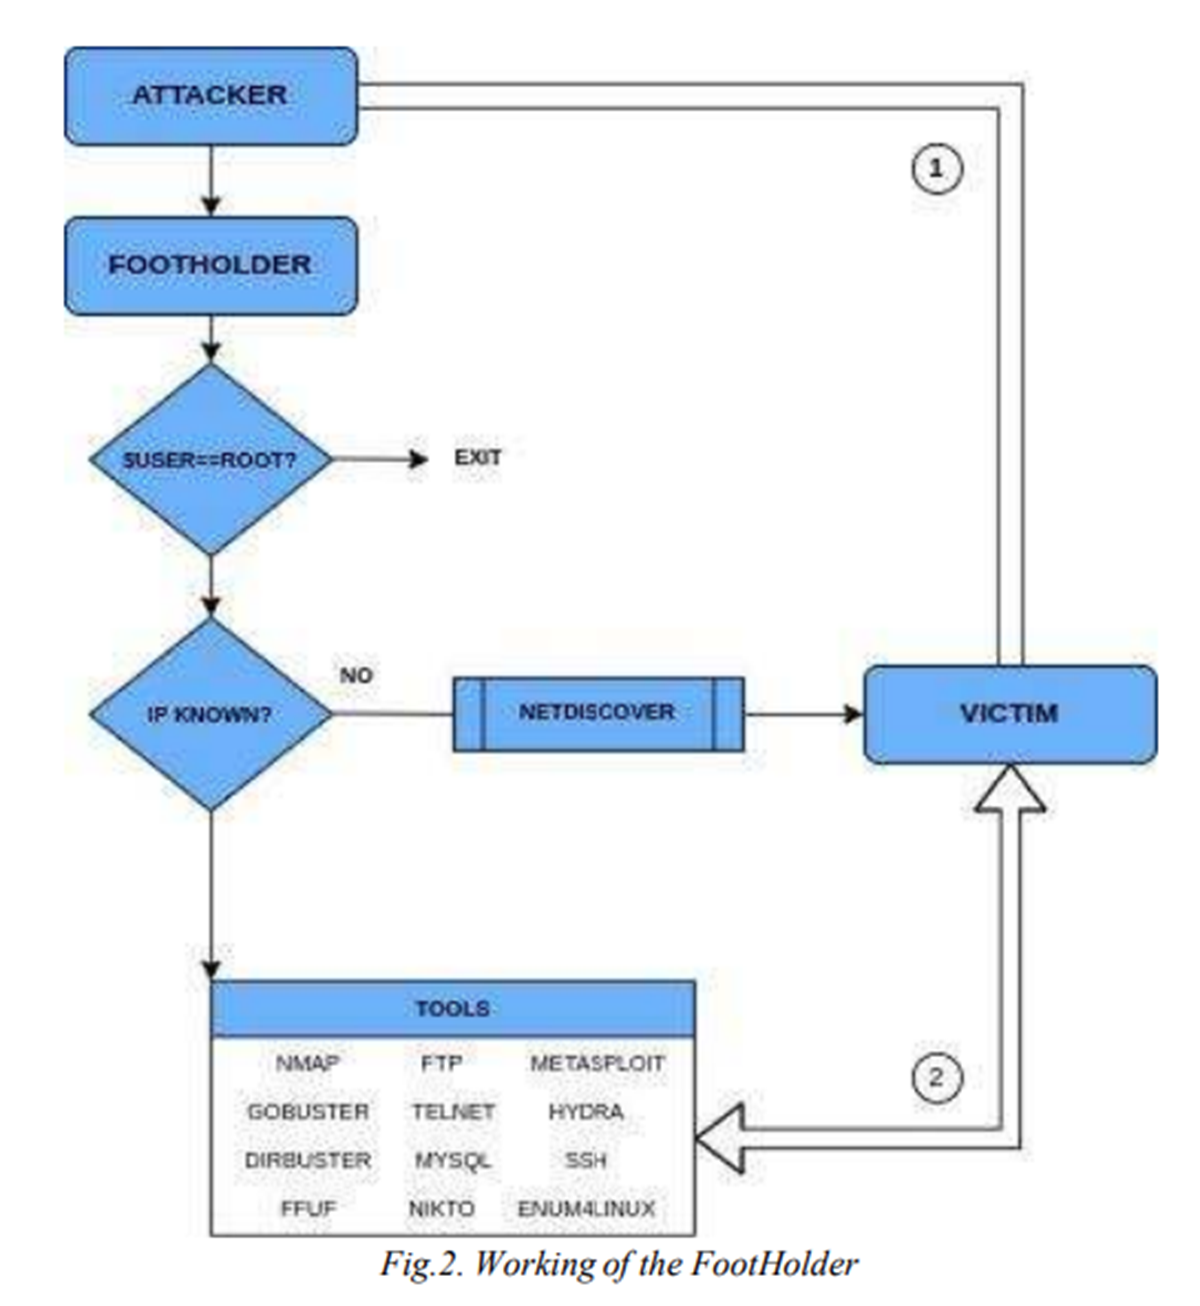 ATTACKER
1
FOOTHOLDER
$USER==ROOT?
EXIT
NO
IP KNOWN?
NETDISCOVER
VICTIM
TOOLS
NMAP FTP METASPLOIT
GOBUSTER TELNET HYDRA
DIRBUSTER MYSQL SSH
FFUF NIKTO ENUM4LINUX
2
Fig.2. Working of the FootHolder